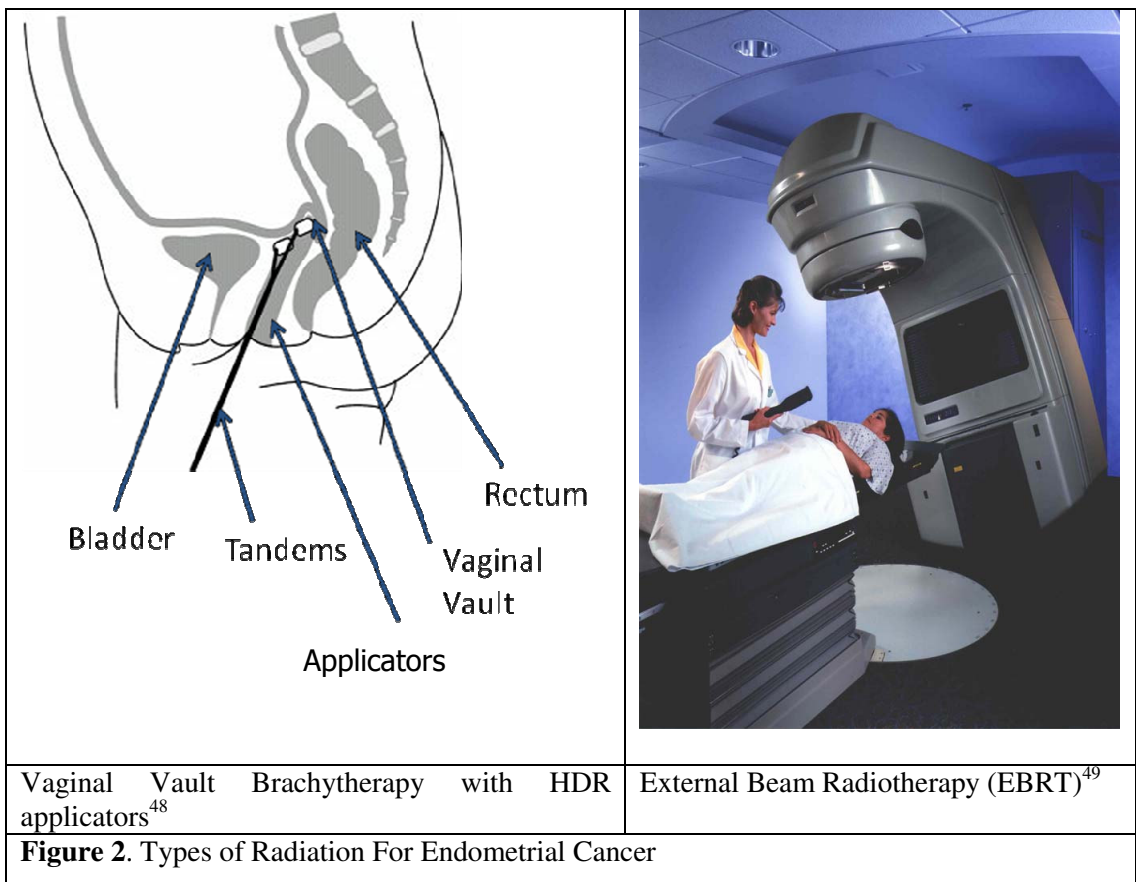 Bladder
Tandems
Rectum
Vaginal
Vault
Applicators
Vaginal Vault Brachytherapy with HDR
applicators48
External Beam Radiotherapy (EBRT)49
Figure 2. Types of Radiation For Endometrial Cancer